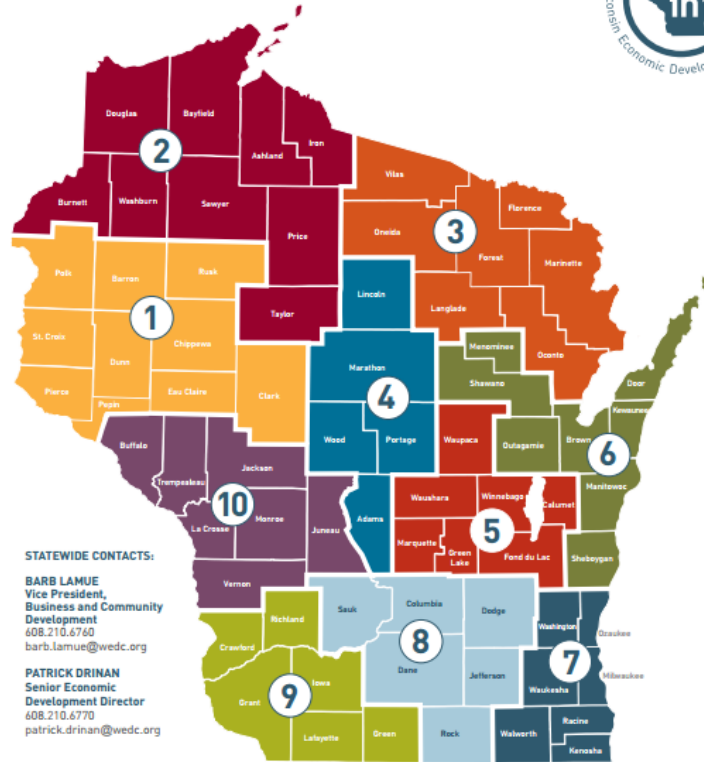 in
consin Economic Develo
Douglas
Bayfield
Ashland
Iron
2
Vilas
Burnett
Washburn
Sawyer
Florence
Oneida
3
Price
Forest
Marinette
Polk
Barron
Rusk
Lincoln
Langlade
Taylor
1
St. Croix
Chippewa
Menominee
Oconto
Dunn
Marathon
Shawano
Door
Pierce
Eau Claire
Clark
4
Pepin
Kewaunee
Buffalo
Wood
Portage
Waupaca
Outagamie
Brown
6
Jackson
Trempealeau
Manitowoc
10
Waushara
Winnebago
Calumet
La Crosse
Monroe
Juneau
Adams
5
Marquette
Green
Lake
Fond du Lac
Sheboygan
Vernon
STATEWIDE CONTACTS:
BARB LAMUE
Vice President,
Business and Community
Development
608.210.6760
barb.lamue@wedc.org
PATRICK DRINAN
Senior Economic
Development Director
608.210.6770
patrick.drinan@wedc.org
Richland
Sauk
Columbia
Dodge
Washington
Ozaukee
Crawford
8
Dane
Jefferson
7
Milwaukee
Iowa
Waukesha
Grant
9
Lafayette
Green
Rock
Walworth
Racine
Kenosha